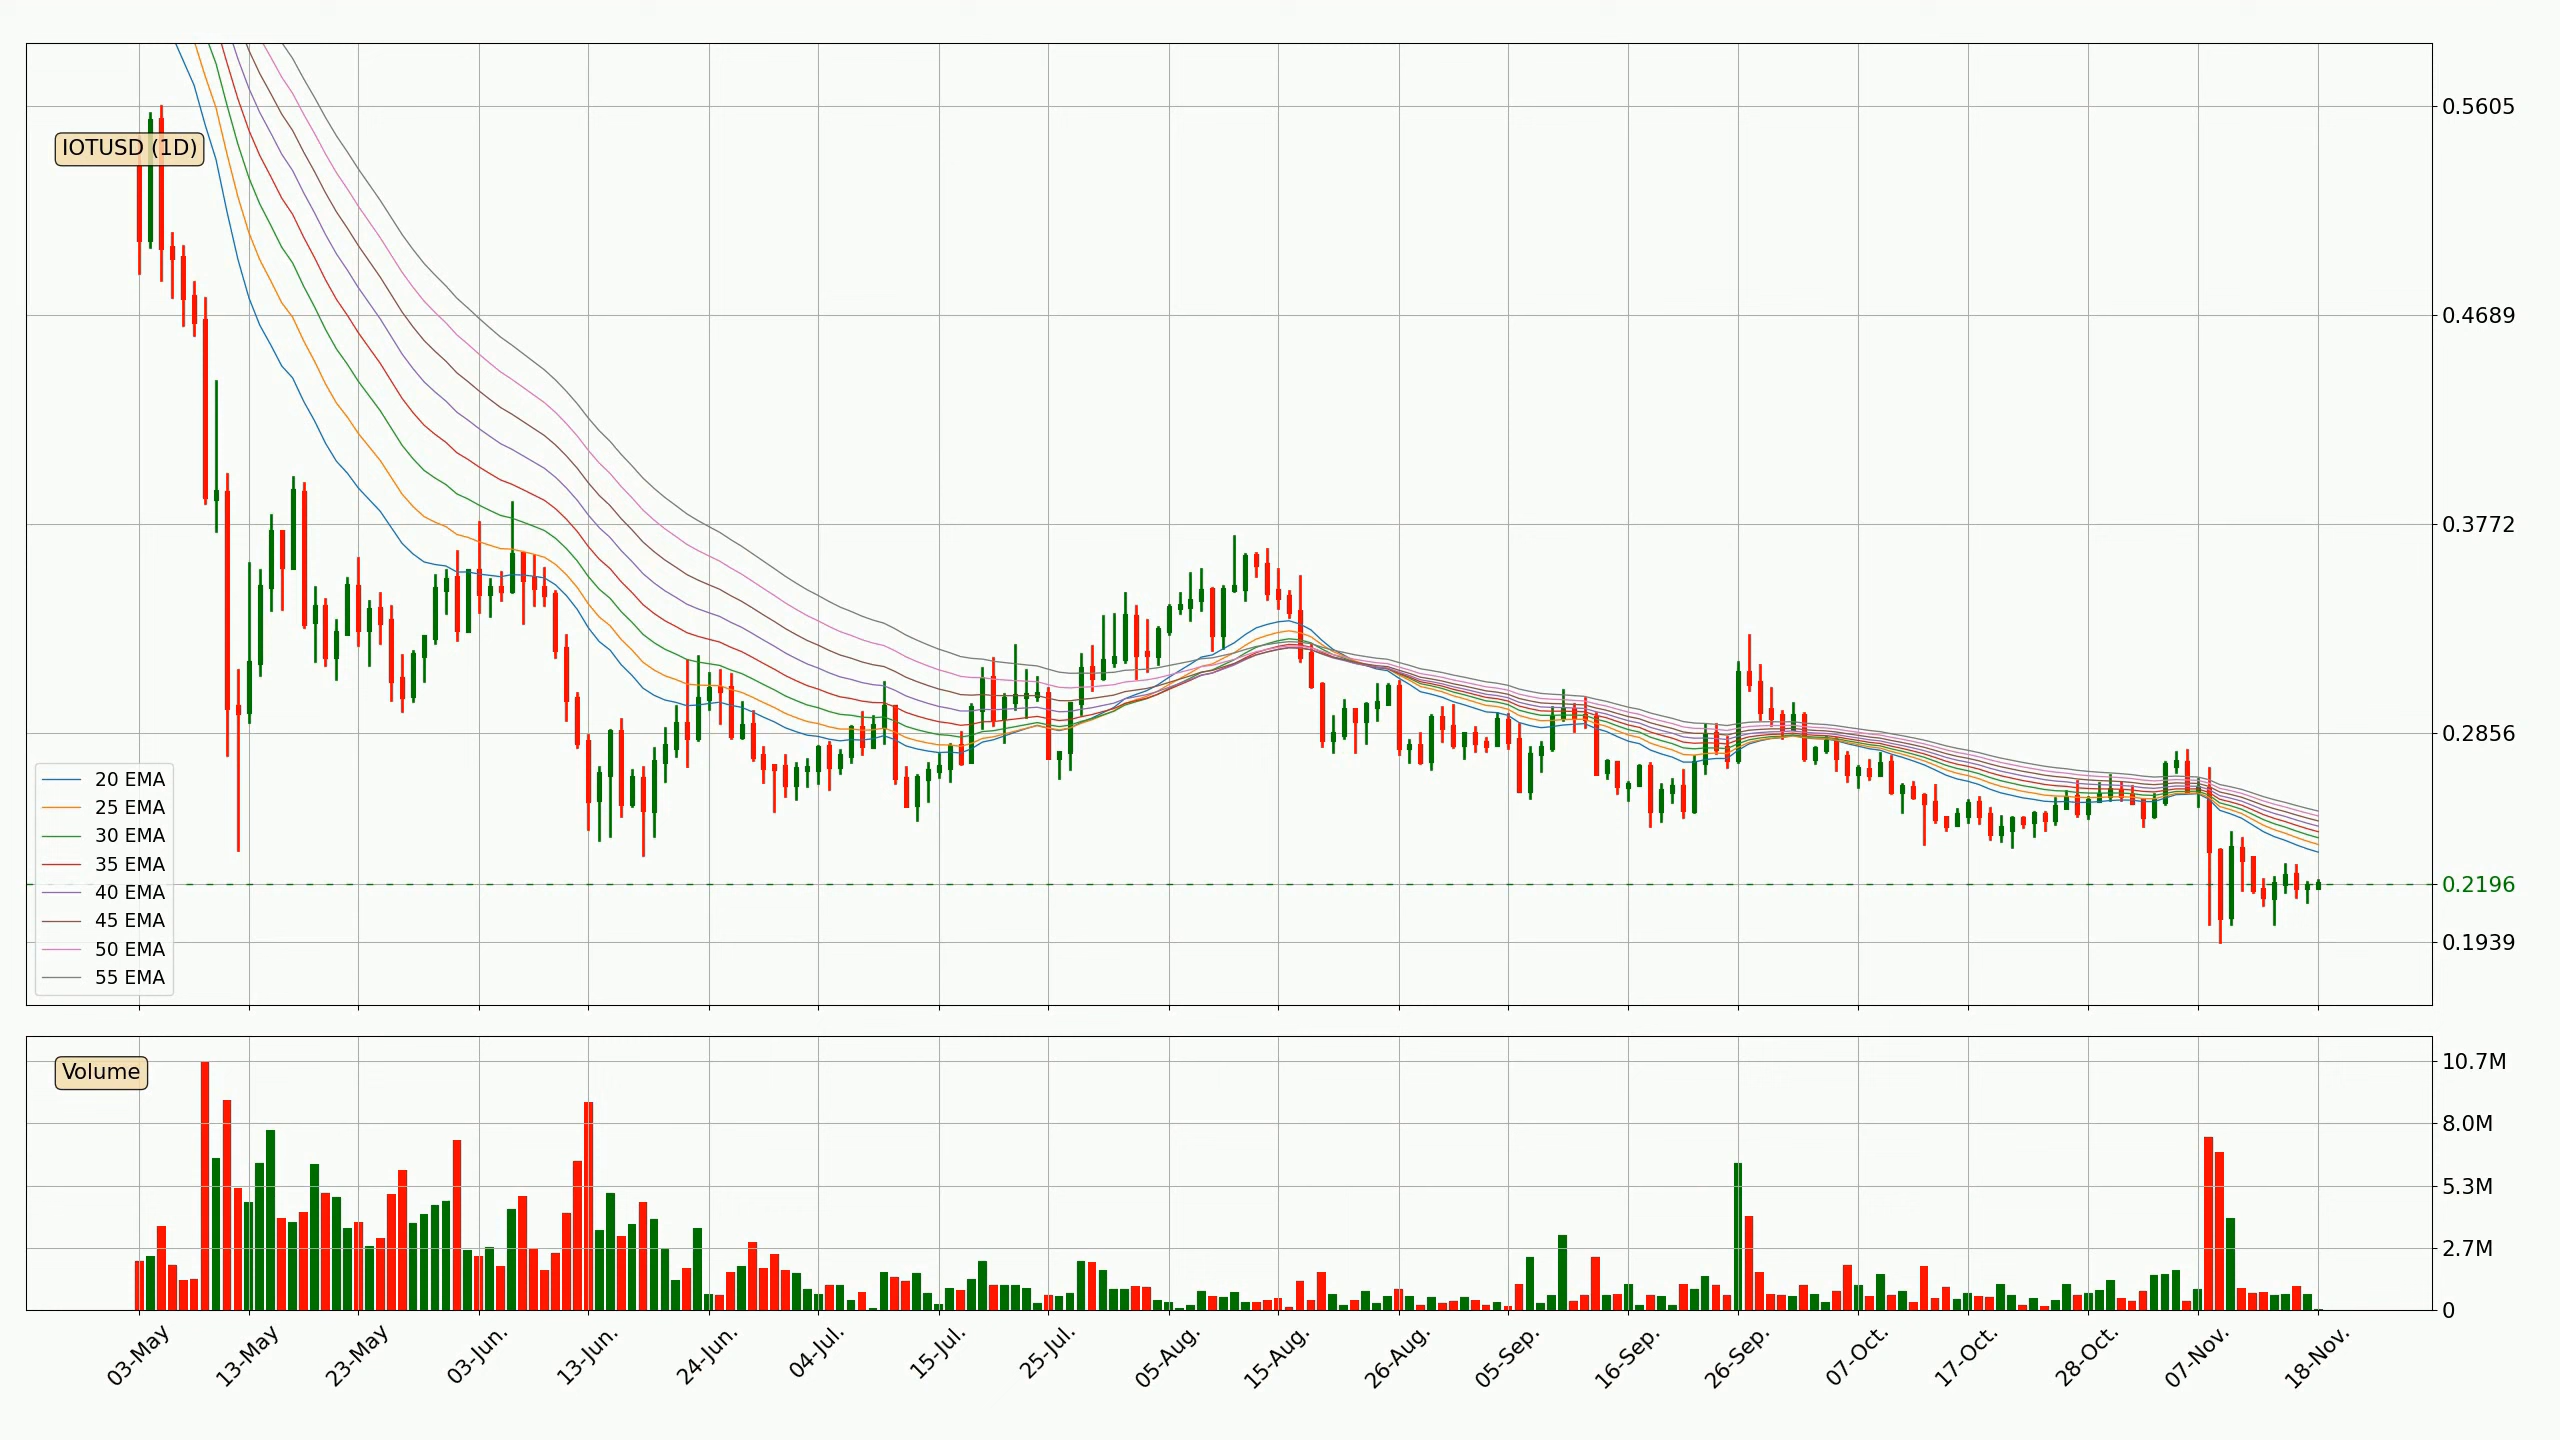 IOTUSD (1D)
0.5605
0.4689
0.3772
0.2856
0.2196
0.1939
20 EMA
25 EMA
30 EMA
35 EMA
40 EMA
45 EMA
50 EMA
55 EMA
Volume
10.7M
8.0M
5.3M
2.7M
0
03-May
13-May
23-May
03-Jun.
13-Jun.
24-Jun.
04-Jul.
15-Jul.
25-Jul.
05-Aug.
15-Aug.
26-Aug.
05-Sep.
16-Sep.
26-Sep.
07-Oct.
17-Oct.
28-Oct.
07-Nov.
18-Nov.